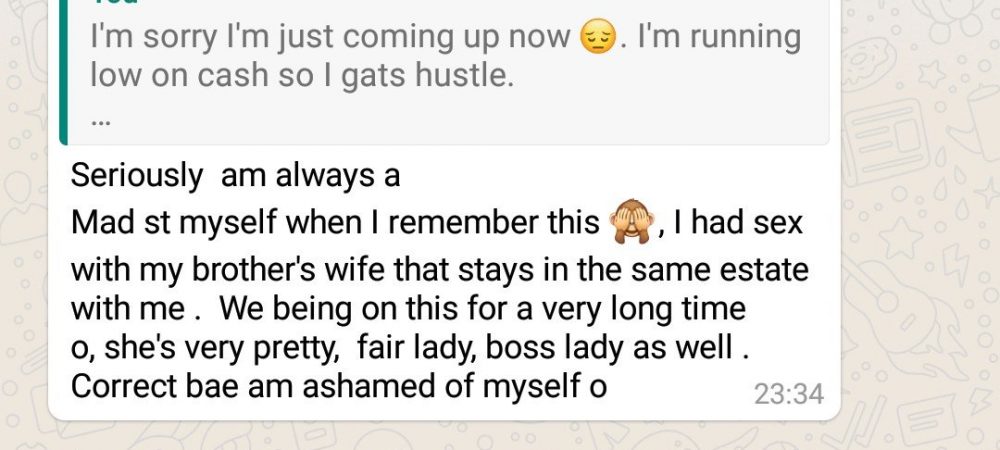 You
I'm sorry I'm just coming up now 😔. I'm running
low on cash so I gats hustle.
...
Seriously  am always a
Mad st myself when I remember this 🙈, I had sex
with my brother's wife that stays in the same estate
with me .  We being on this for a very long time
o, she's very pretty,  fair lady, boss lady as well .
Correct bae am ashamed of myself o
23:34